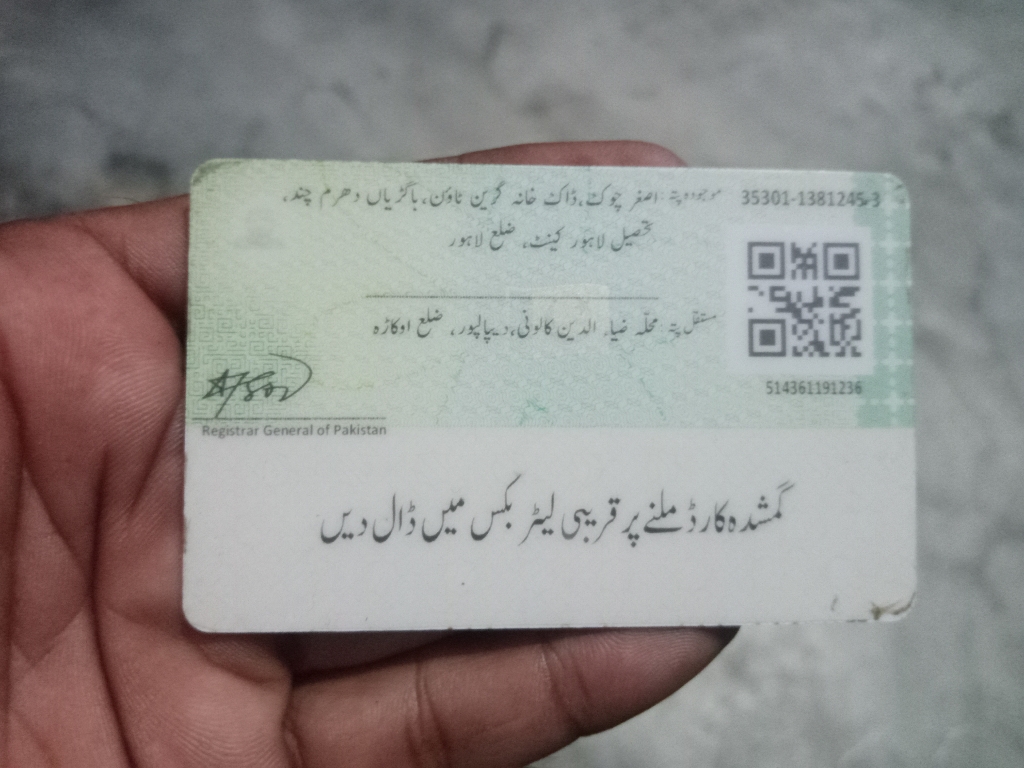 35301-1381245-3
موجودہ پتہ: اصغر چوک، ڈاک خانہ گرین ٹاؤن، باگڑیاں دھرم چند،
تحصیل لاہور کینٹ، ضلع لاہور
مستقل پتہ: محلّہ ضیاء الدین کالونی، دیپالپور، ضلع اوکاڑہ
514361191236
Registrar General of Pakistan
گمشدہ کارڈ ملنے پر قریبی لیٹر بکس میں ڈال دیں